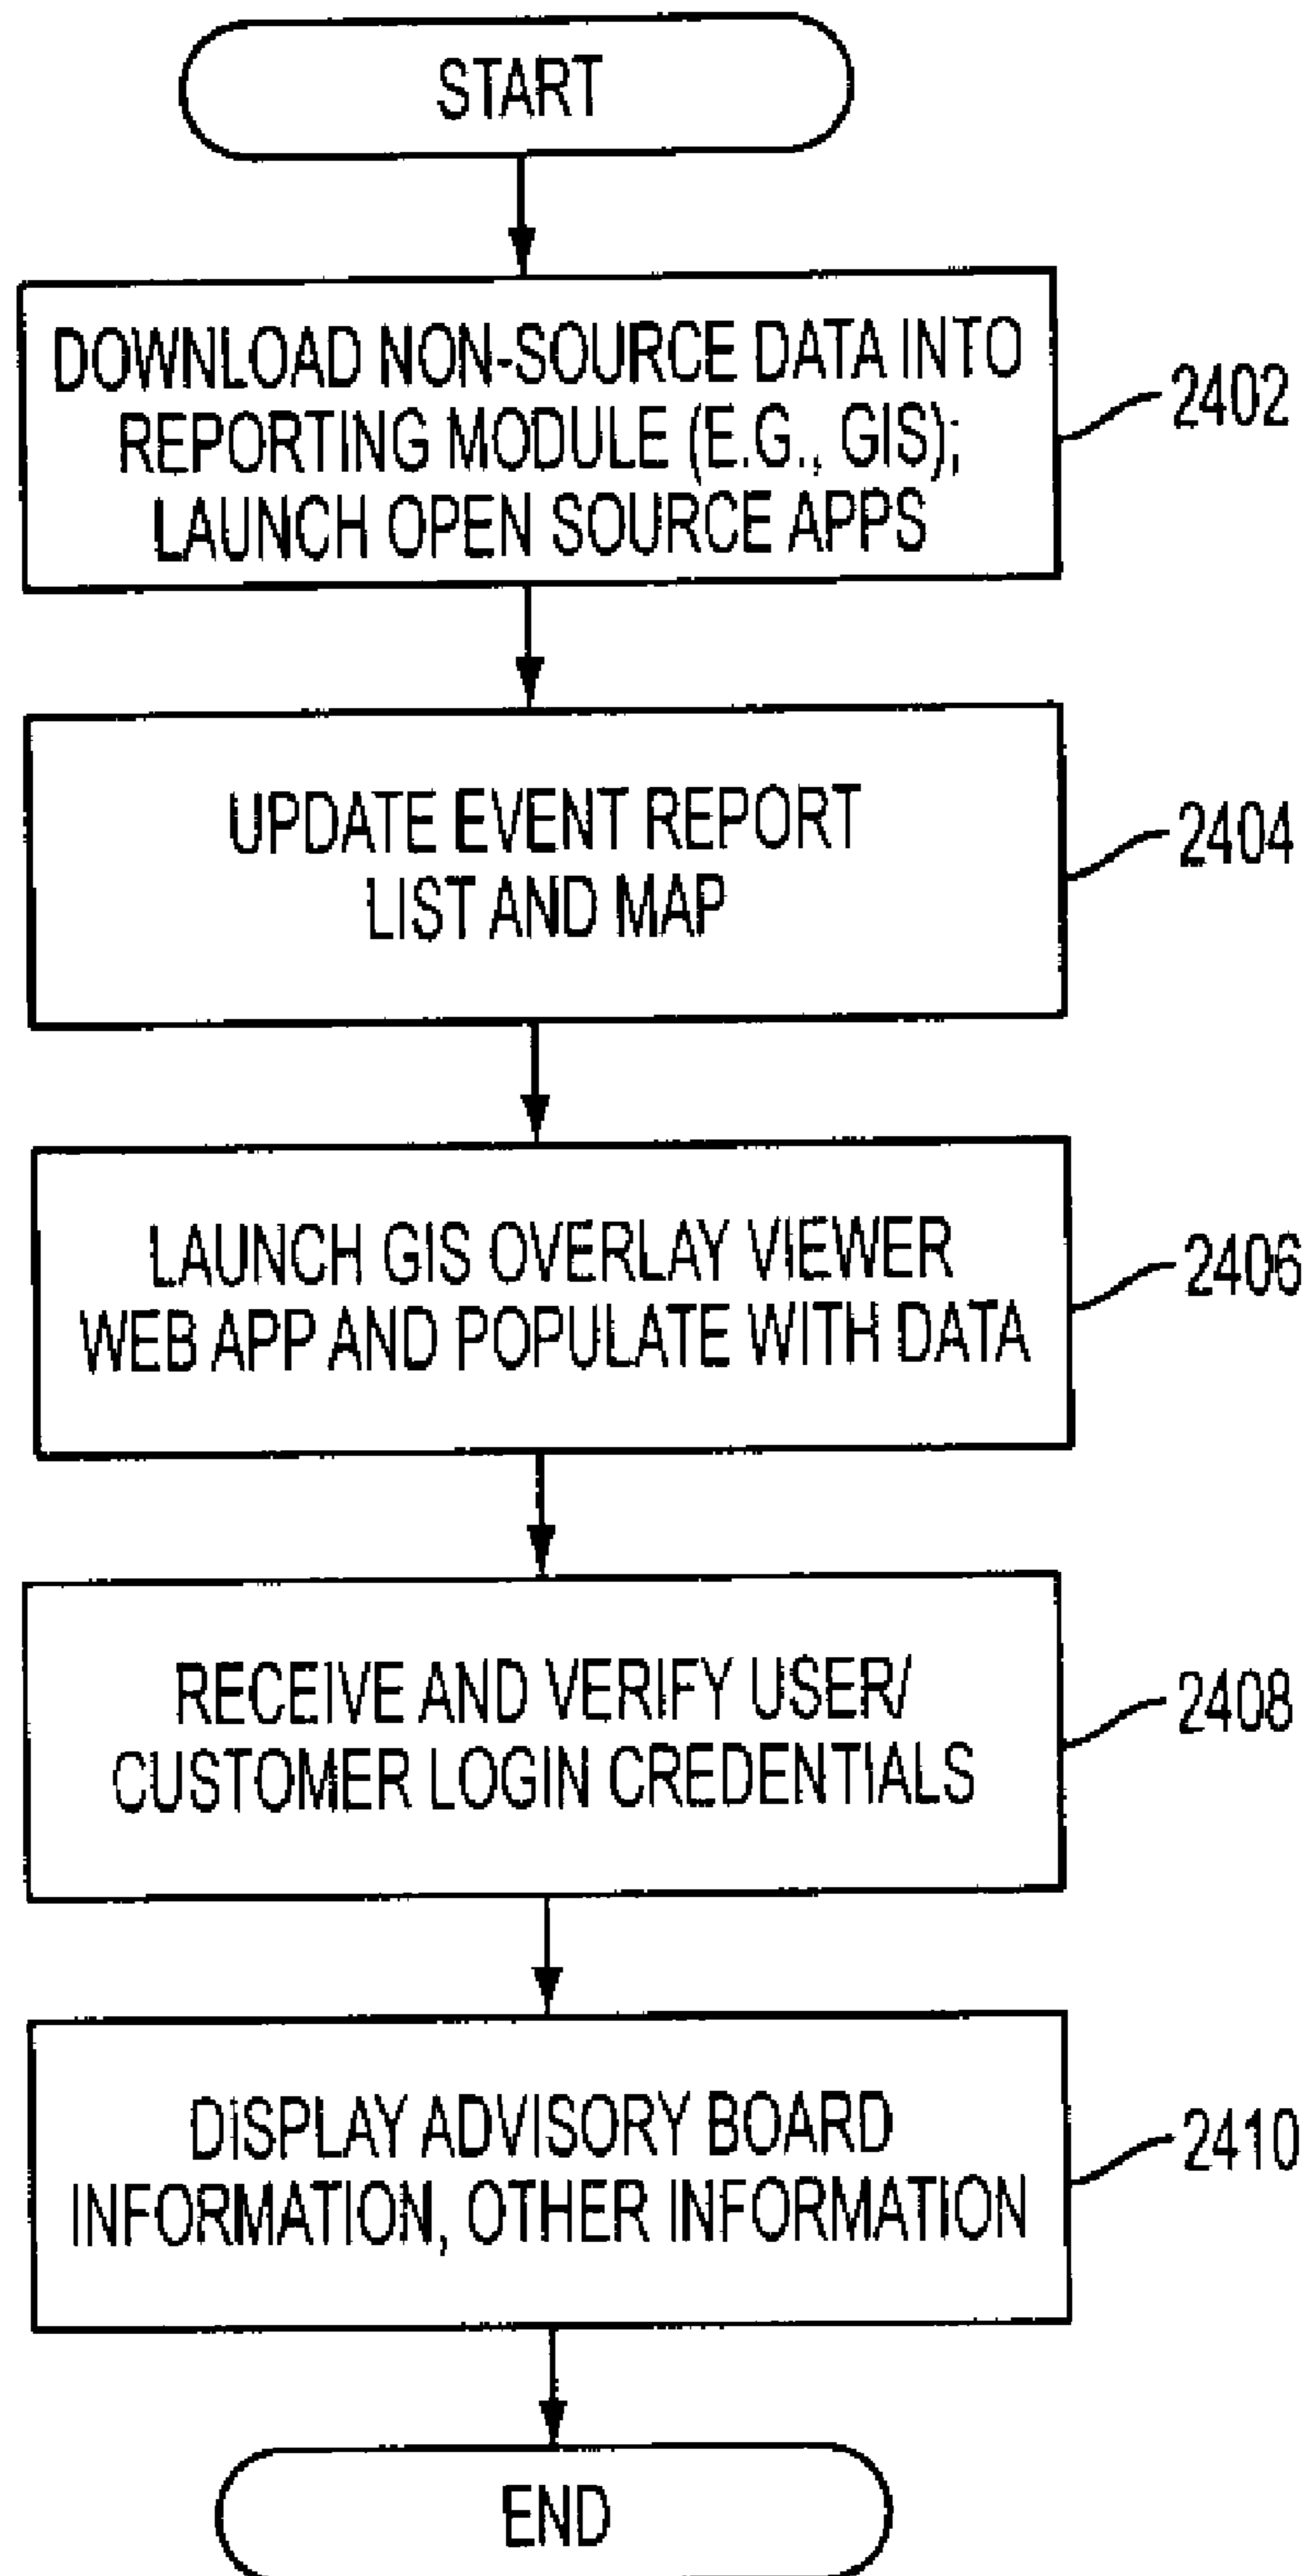 START
DOWNLOAD NON-SOURCE DATA INTO
REPORTING MODULE (E.G., GIS);
LAUNCH OPEN SOURCE APPS
2402
UPDATE EVENT REPORT
LIST AND MAP
2404
LAUNCH GIS OVERLAY VIEWER
WEB APP AND POPULATE WITH DATA
2406
RECEIVE AND VERIFY USER/
CUSTOMER LOGIN CREDENTIALS
2408
DISPLAY ADVISORY BOARD
INFORMATION, OTHER INFORMATION
2410
END